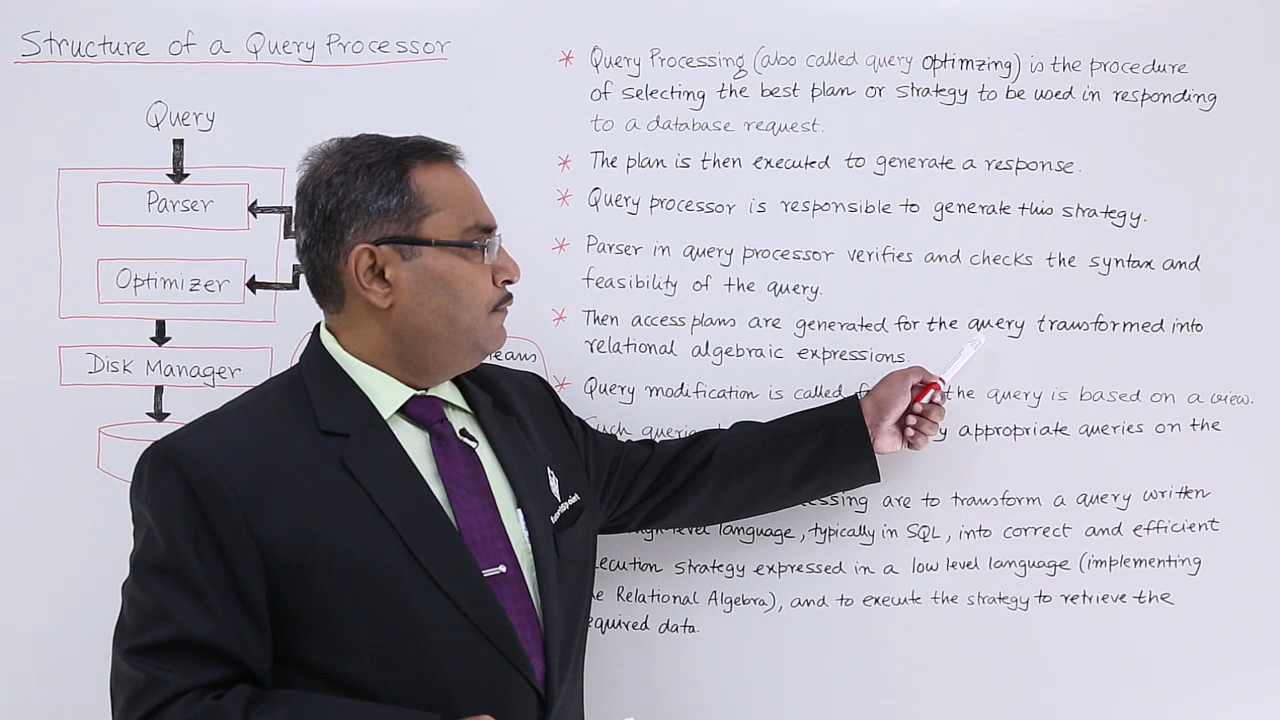 Structure of a Query Processor
Query
Parser
Optimizer
Disk Manager
means
* Query Processing (also called query Optimzing) is the procedure
of selecting the best plan or strategy to be used in responding
to a database request.
* The plan is then executed to generate a response.
* Query processor is responsible to generate this strategy.
* Parser in query processor verifies and checks the syntax and
feasibility of the query.
* Then access plans are generated for the query transformed into
relational algebraic expressions.
* Query modification is called the query is based on a view.
Such appropriate queries on the
are to transform a query written
language, typically in SQL, into correct and efficient
strategy expressed in a low level language (implementing
Relational Algebra), and to execute the strategy to retrieve the
data.
tutorialspoint